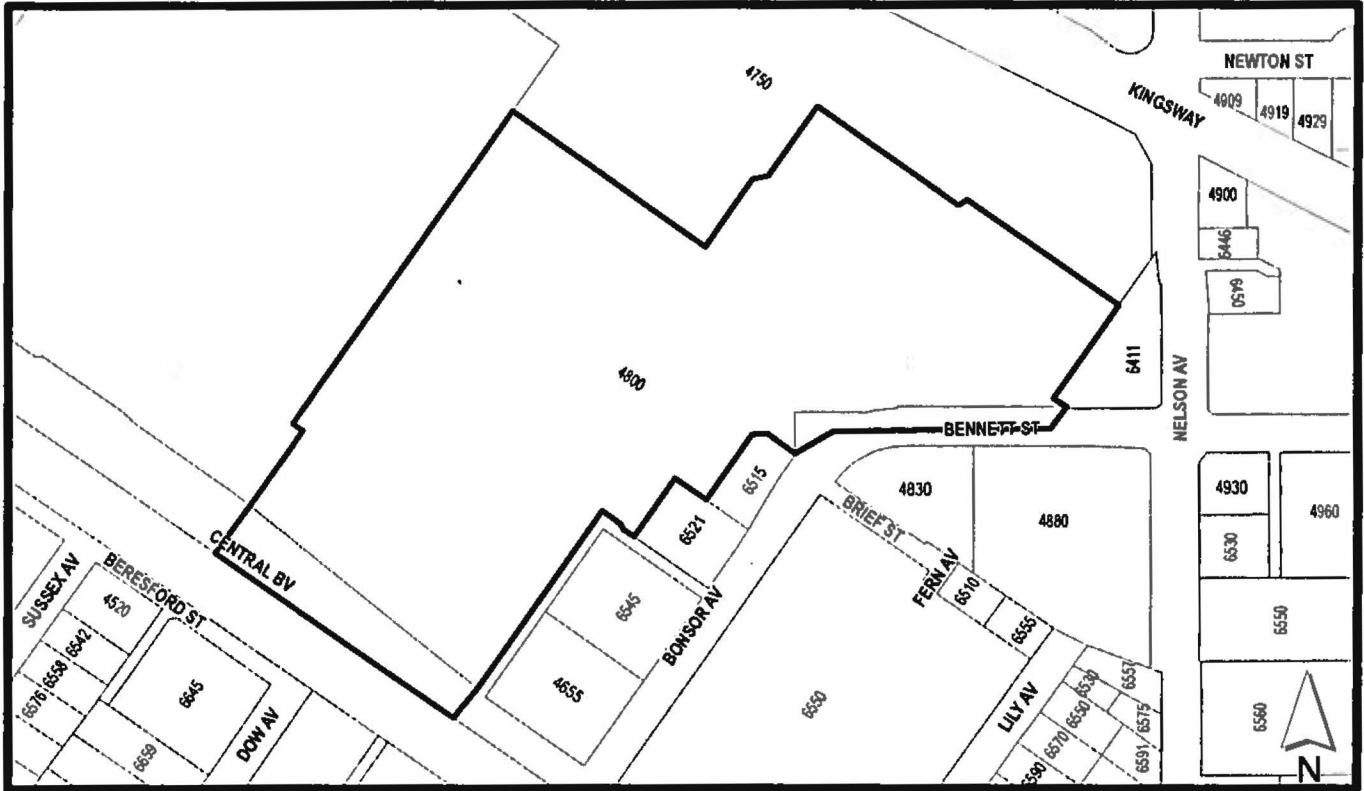 NEWTON ST
4750
KINGSWAY
4909
4919
4929
4900
6446
6450
6411
NELSON AV
4800
BENNETT ST
6515
6521
4830
BRIEF ST
4880
4930
4960
6530
FERN AV
6510
6555
6550
CENTRAL BV
SUSSEX AV
BERESFORD ST
4520
6542
6558
6576
6645
6659
DOW AV
6545
4655
BONSOR AV
6550
LILY AV
6530
6557
6550
6575
6570
6591
6590
6560
N